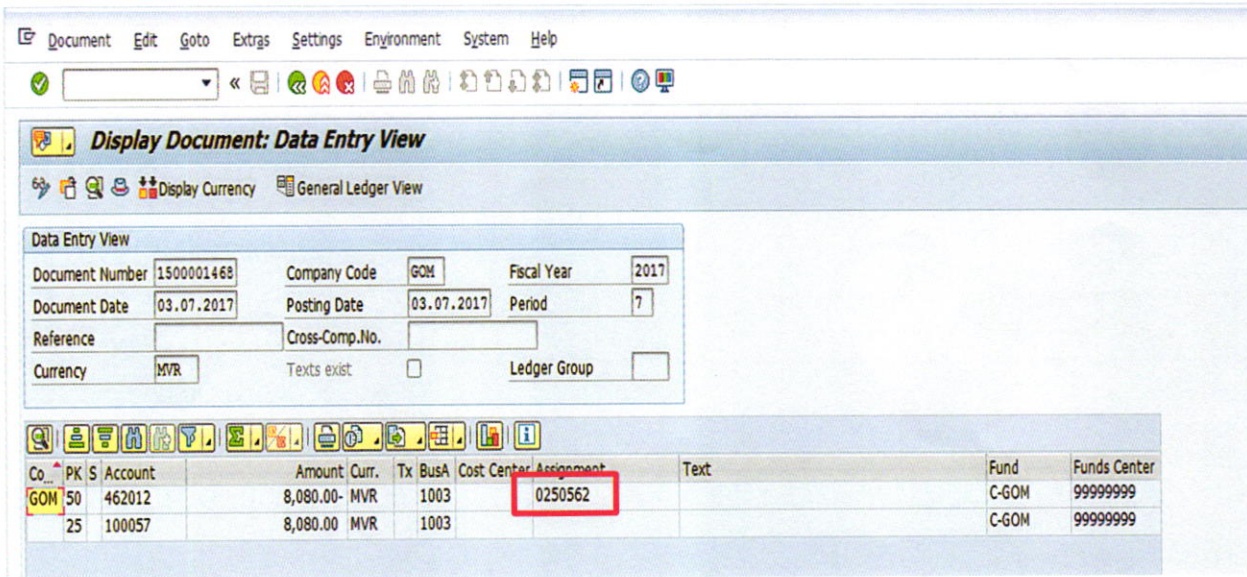 Document Edit Goto Extras Settings Environment System Help
Display Document: Data Entry View
Display Currency General Ledger View
Data Entry View
Document Number 1500001468 Company Code GOM Fiscal Year 2017
Document Date 03.07.2017 Posting Date 03.07.2017 Period 7
Reference Cross-Comp.No.
Currency MVR Texts exist Ledger Group
Co... PK S Account Amount Curr. Tx BusA Cost Center Assignment Text Fund Funds Center
GOM 50 462012 8,080.00- MVR 1003 0250562 C-GOM 99999999
25 100057 8,080.00 MVR 1003 C-GOM 99999999